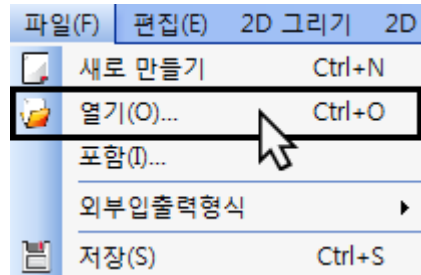 파일(F) 편집(E) 2D 그리기 2D
새로 만들기 Ctrl+N
열기(O)... Ctrl+O
포함(I)...
외부입출력형식
저장(S) Ctrl+S